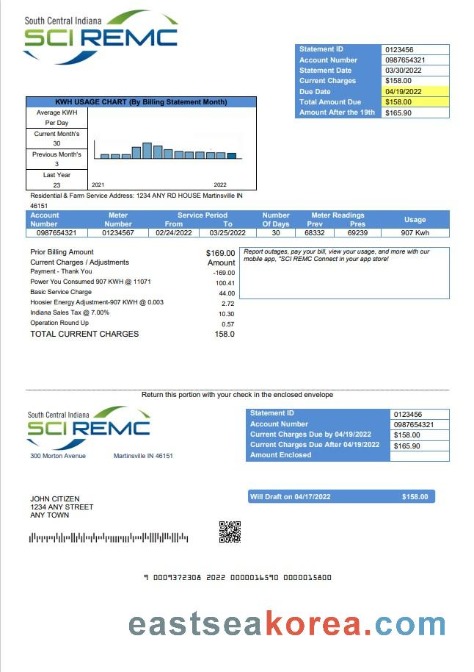 South Central Indiana
SCI REMC
Statement ID 0123456
Account Number 0987654321
Statement Date 03/30/2022
Current Charges $158.00
Due Date 04/19/2022
Total Amount Due $158.00
Amount After the 19th $165.90
KWH USAGE CHART (By Billing Statement Month)
Average KWH
Per Day
Current Month's
30
Previous Month's
3
Last Year
23
2021 2022
Residential & Farm Service Address: 1234 ANY RD HOUSE Martinsville IN
46151
Account Meter Service Period Number Meter Readings Usage
Number Number From To Of Days Prev Pres
0987654321 01234567 02/24/2022 03/25/2022 30 68332 69239 907 Kwh
Prior Billing Amount $169.00
Current Charges / Adjustments Amount
Payment - Thank You -169.00
Power You Consumed 907 KWH @ 11071 100.41
Basic Service Charge 44.00
Hoosier Energy Adjustment-907 KWH @ 0.003 2.72
Indiana Sales Tax @ 7.00% 10.30
Operation Round Up 0.57
TOTAL CURRENT CHARGES 158.0
Report outages, pay your bill, view your usage, and more with our
mobile app, "SCI REMC Connect in your app store!
Return this portion with your check in the enclosed envelope
South Central Indiana
SCI REMC
300 Morton Avenue Martinsville IN 46151
Statement ID 0123456
Account Number 0987654321
Current Charges Due by 04/19/2022 $158.00
Current Charges Due After 04/19/2022 $165.90
Amount Enclosed
Will Draft on 04/17/2022 $158.00
JOHN CITIZEN
1234 ANY STREET
ANY TOWN
9 0009372308 2022 0000016590 0000015800
eastseakorea.com